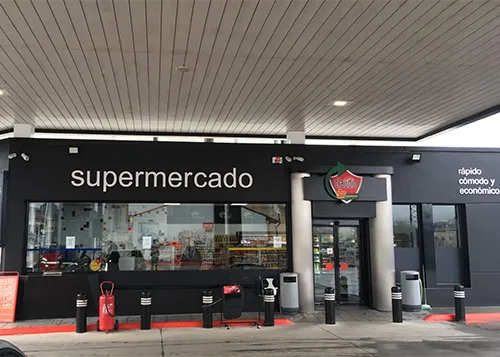 supermercado
rápido
cómodo y
económico